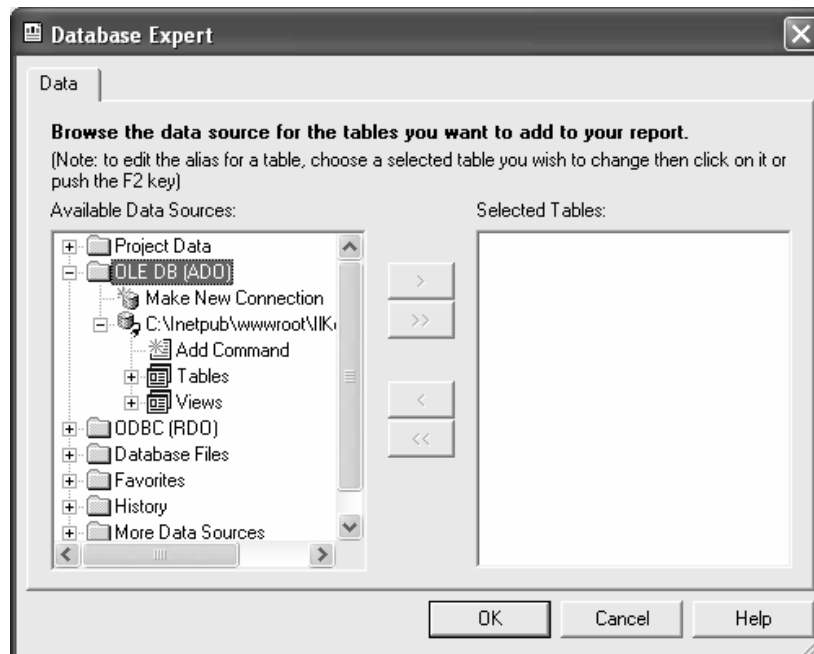 Database Expert
Data
Browse the data source for the tables you want to add to your report.
(Note: to edit the alias for a table, choose a selected table you wish to change then click on it or
push the F2 key)
Available Data Sources:
Selected Tables:
Project Data
OLE DB (ADO)
Make New Connection
C:\Inetpub\wwwroot\IIK
Add Command
Tables
Views
ODBC (RDO)
Database Files
Favorites
History
More Data Sources
>
>>
<
<<
OK Cancel Help